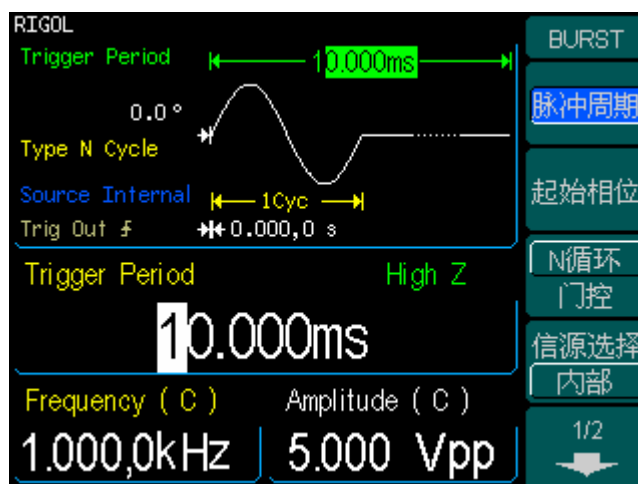 RIGOL
Trigger Period
10.000ms
0.0°
Type N Cycle
Source Internal
1Cyc
Trig Out
0.000,0 s
Trigger Period
High Z
10.000ms
Frequency ( C )
Amplitude ( C )
1.000,0kHz
5.000 Vpp
BURST
脉冲周期
起始相位
N循环
门控
信源选择
内部
1/2